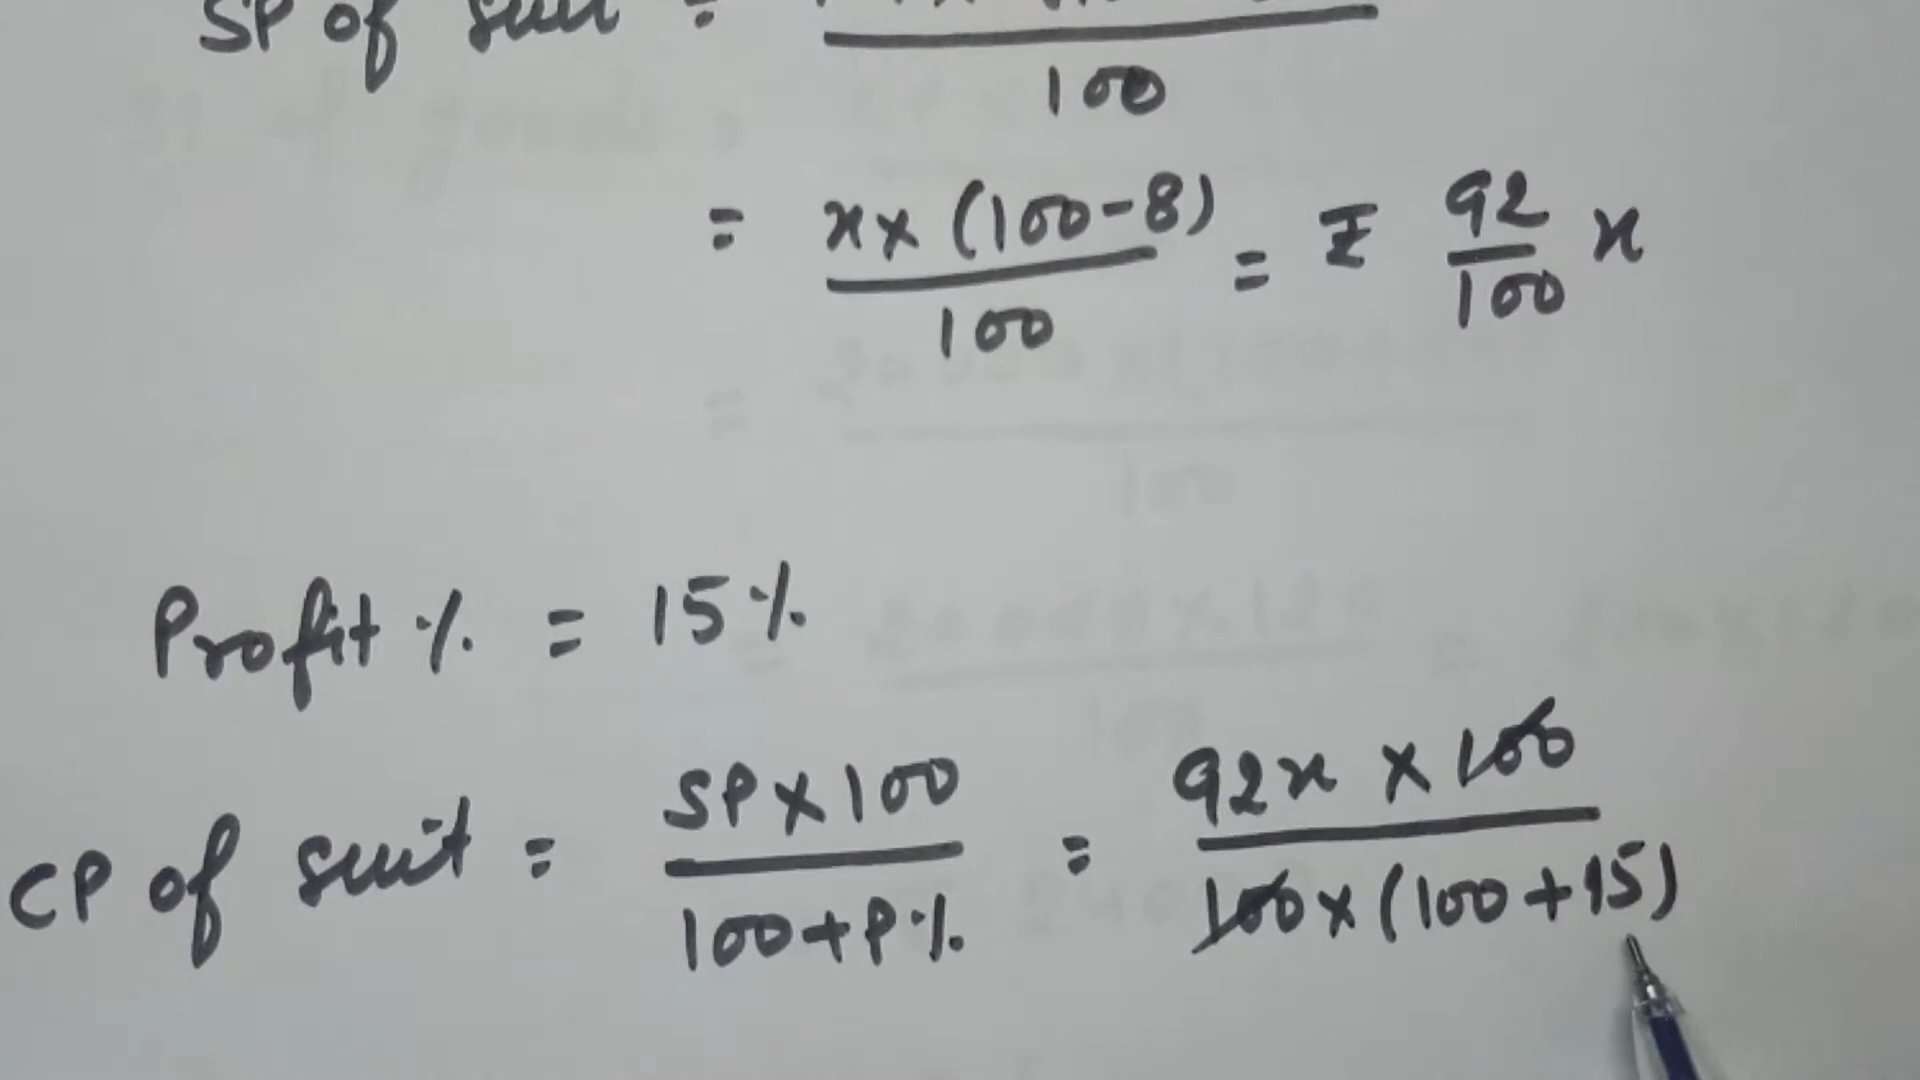 SP of suit =
100
= x × (100-8) / 100 = ₹ 92/100 x
Profit % = 15%
CP of suit = SP × 100 / 100 + P% = 92x × 100 / 100 × (100 + 15)